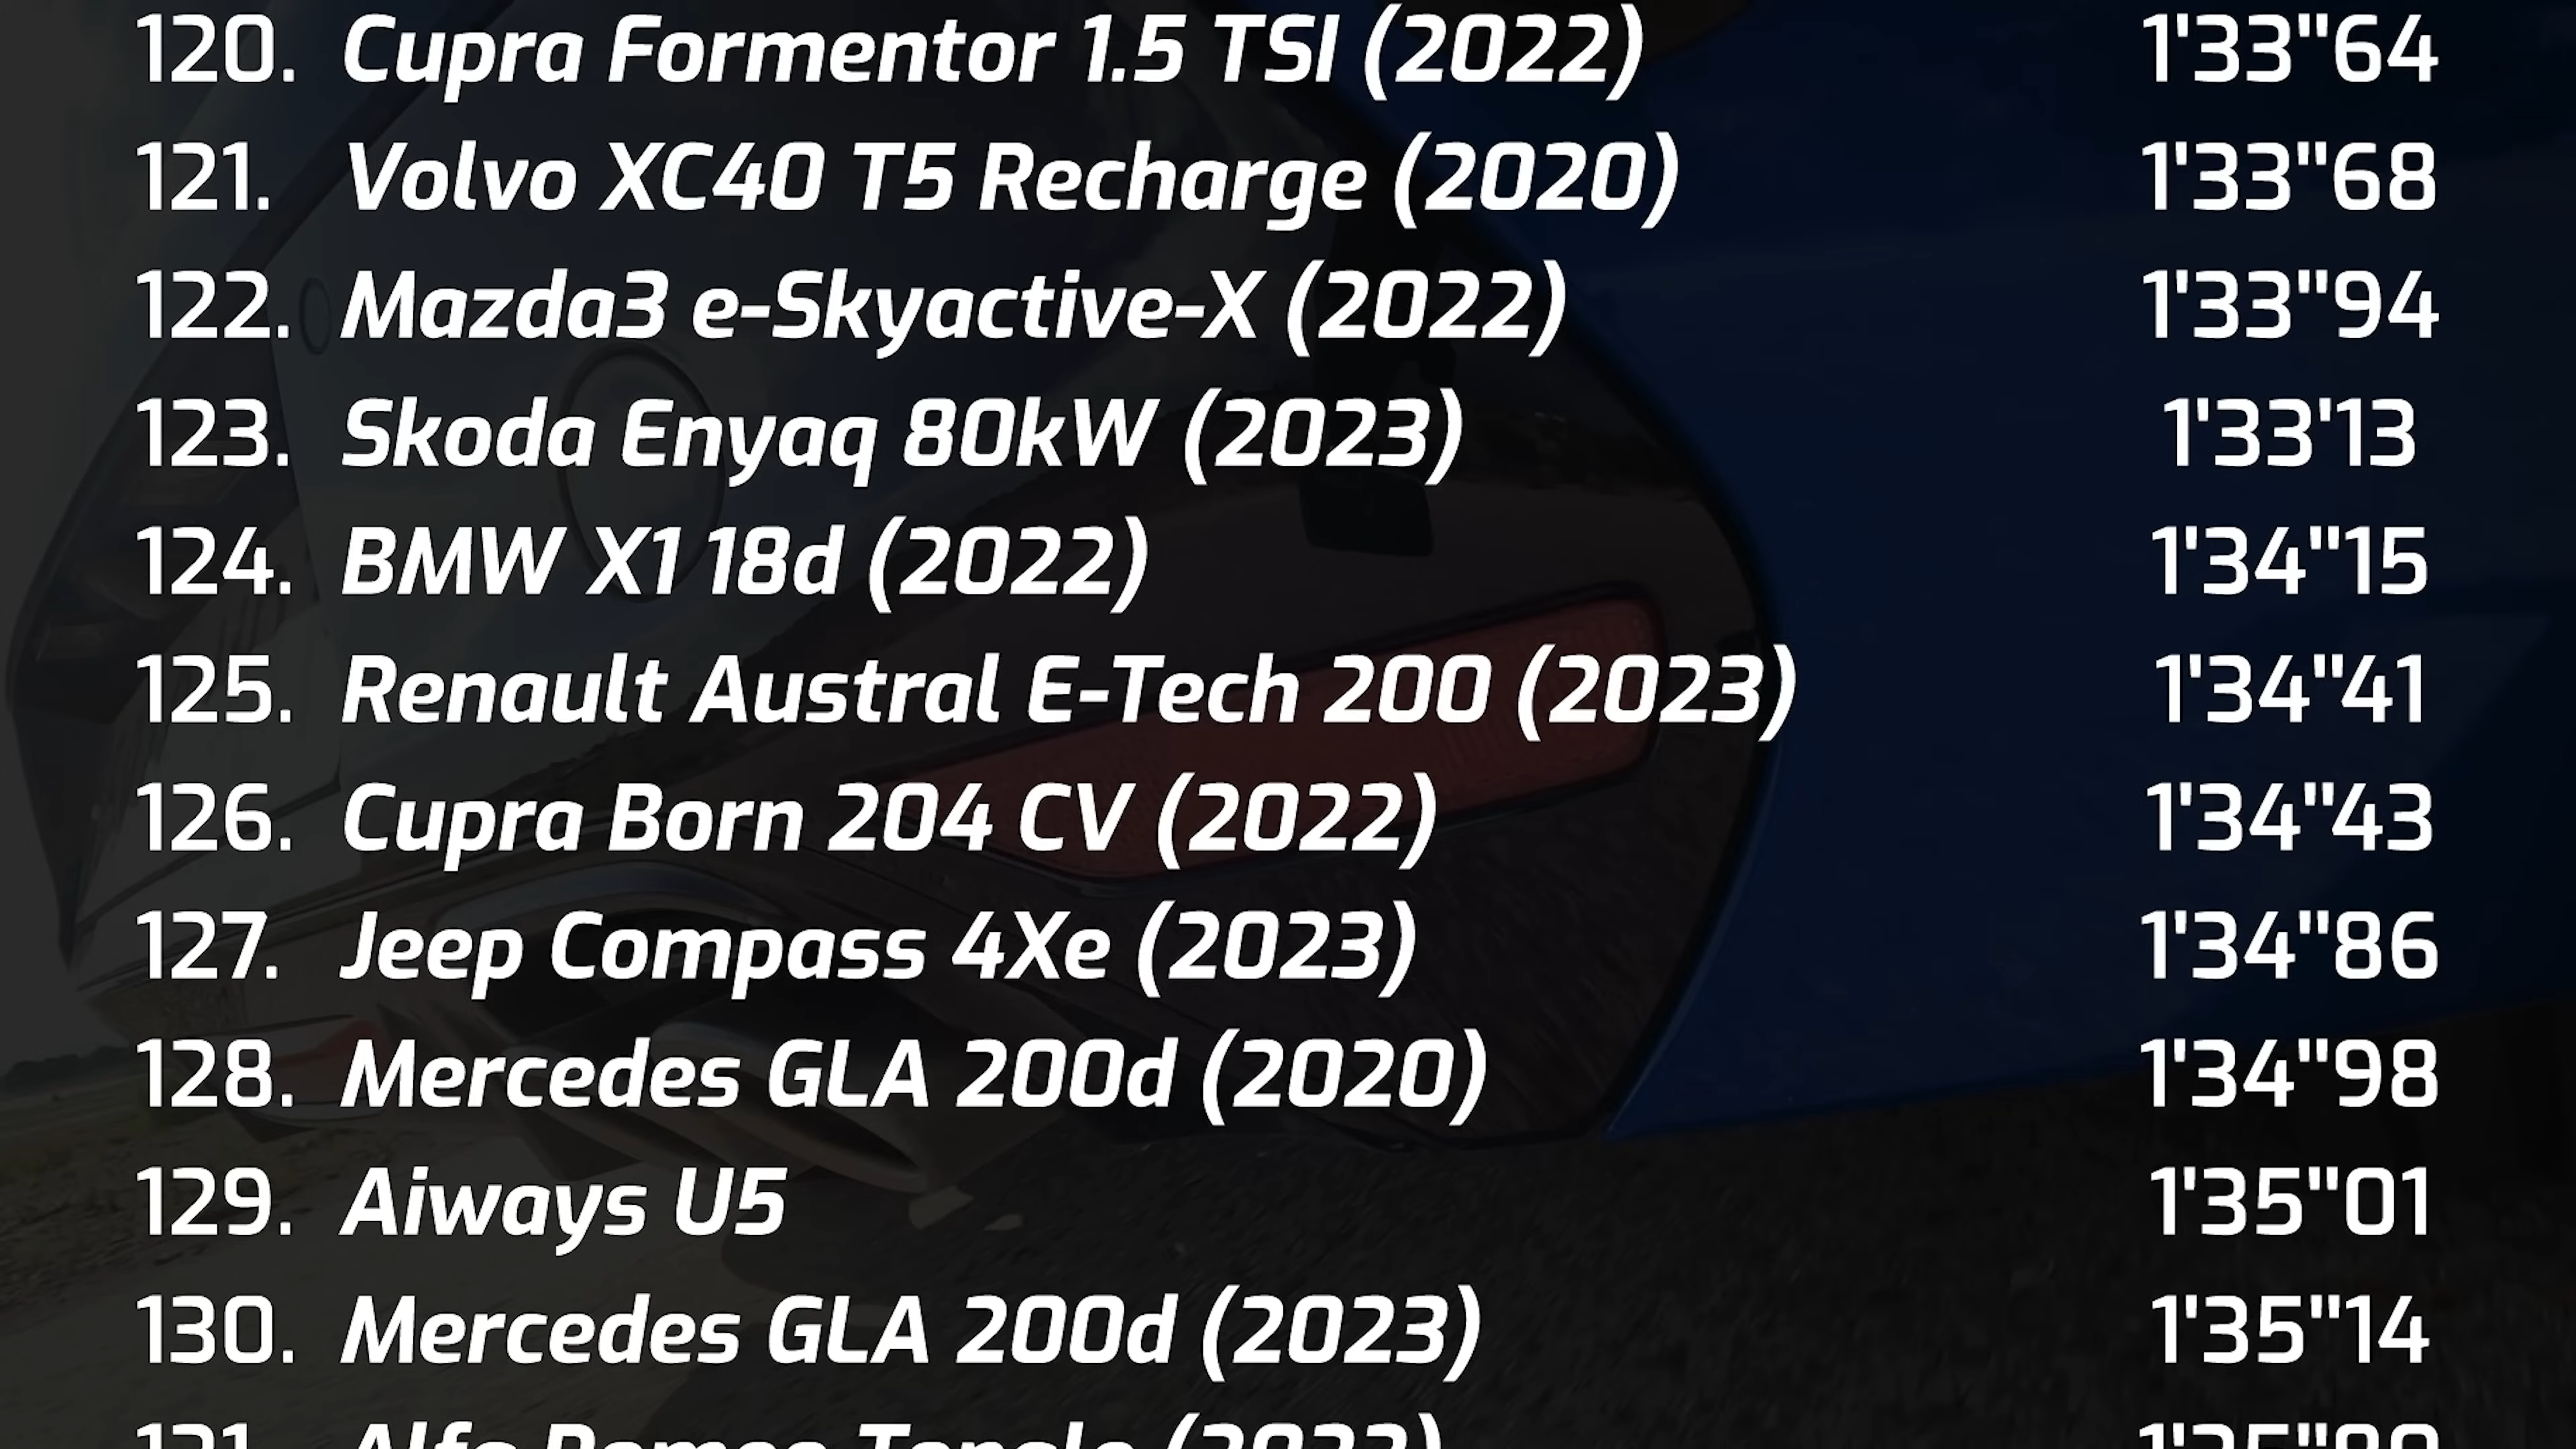 120. Cupra Formentor 1.5 TSI (2022) 1'33"64
121. Volvo XC40 T5 Recharge (2020) 1'33"68
122. Mazda3 e-Skyactive-X (2022) 1'33"94
123. Skoda Enyaq 80kW (2023) 1'33'13
124. BMW X1 18d (2022) 1'34"15
125. Renault Austral E-Tech 200 (2023) 1'34"41
126. Cupra Born 204 CV (2022) 1'34"43
127. Jeep Compass 4Xe (2023) 1'34"86
128. Mercedes GLA 200d (2020) 1'34"98
129. Aiways U5 1'35"01
130. Mercedes GLA 200d (2023) 1'35"14
131. Alfa Romeo Tonale